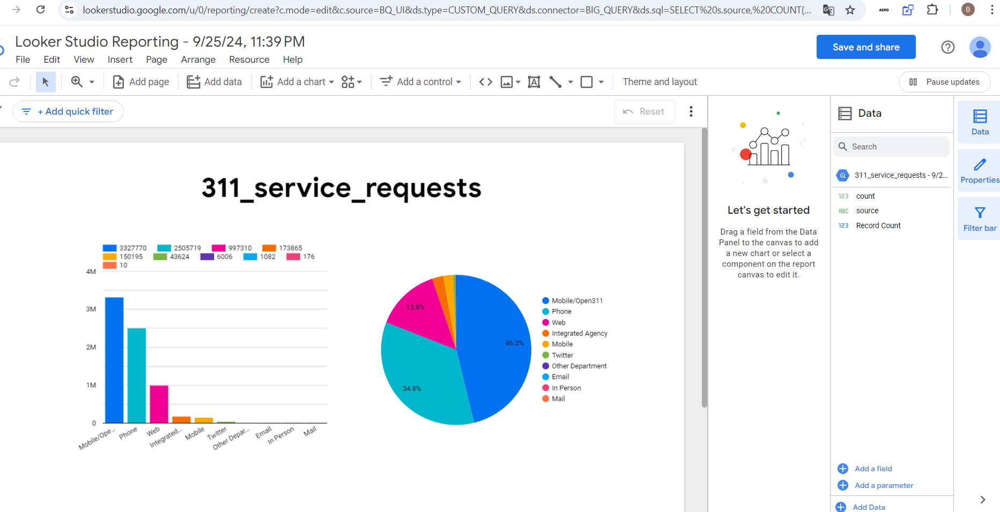 lookerstudio.google.com/u/0/reporting/create?c.mode=edit&c.source=BQ_UI&ds.type=CUSTOM_QUERY&ds.connector=BIG_QUERY&ds.sql=SELECT%20s.source,%20COUNT(...
AERO
B
Looker Studio Reporting - 9/25/24, 11:39 PM
File Edit View Insert Page Arrange Resource Help
Save and share
Add page Add data Add a chart Add a control Theme and layout Pause updates
+ Add quick filter
Reset
311_service_requests
3327770 2505719 997310 173865
150195 43624 6006 1082 176
10
4M
3M
2M
1M
0
Mobile/Ope... Phone Web Integrated... Mobile Twitter Other Depar... Email In Person Mail
13.8%
46.2%
34.8%
Mobile/Open311
Phone
Web
Integrated Agency
Mobile
Twitter
Other Department
Email
In Person
Mail
Let's get started
Drag a field from the Data
Panel to the canvas to add
a new chart or select a
component on the report
canvas to edit it.
Data
Search
311_service_requests - 9/2...
123 count
ABC source
123 Record Count
Add a field
Add a parameter
Add Data
Data
Properties
Filter bar